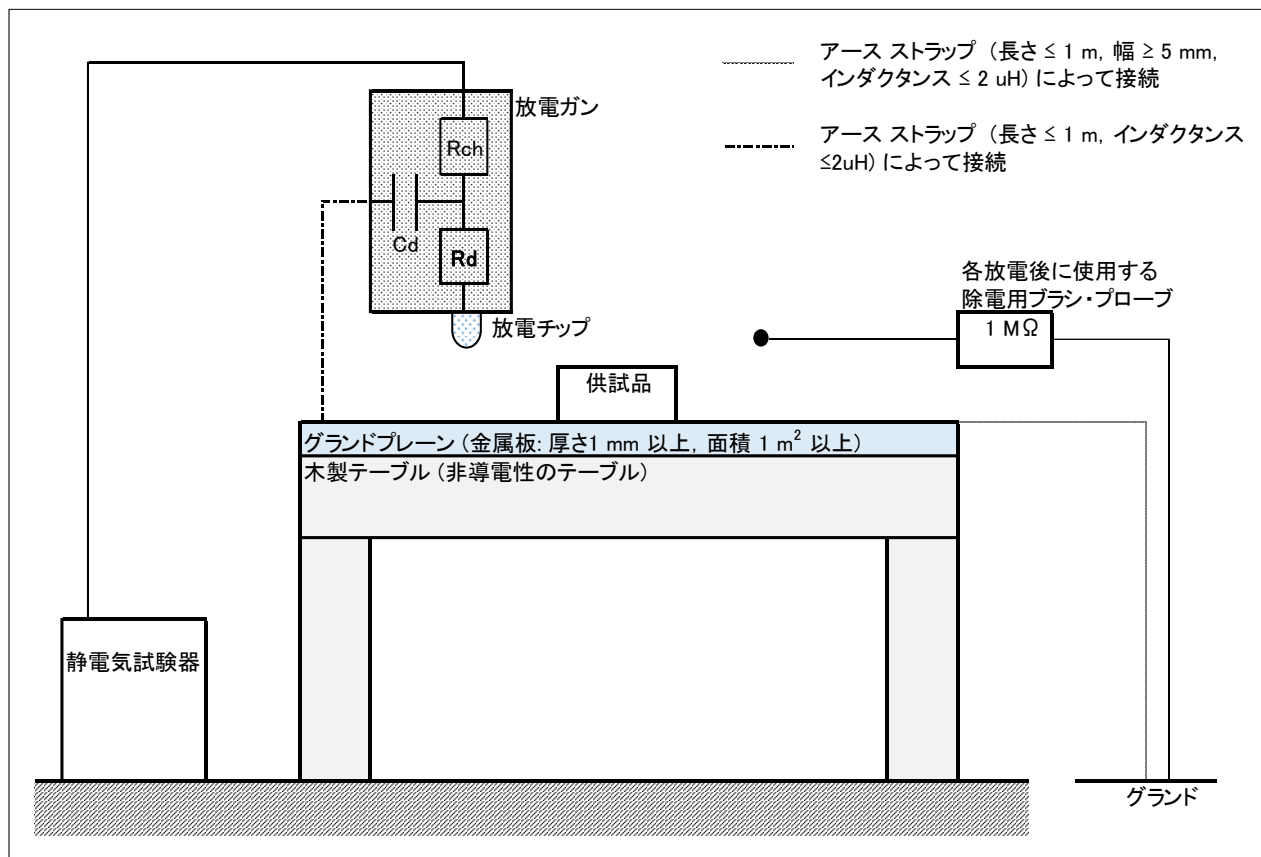 アース ストラップ (長さ ≤ 1 m, 幅 ≥ 5 mm,
インダクタンス ≤ 2 uH) によって接続
アース ストラップ (長さ ≤ 1 m, インダクタンス
≤2uH) によって接続
放電ガン
Rch
Cd
Rd
放電チップ
各放電後に使用する
除電用ブラシ・プローブ
1 MΩ
供試品
グランドプレーン (金属板: 厚さ1 mm 以上, 面積 1 m² 以上)
木製テーブル (非導電性のテーブル)
静電気試験器
グランド